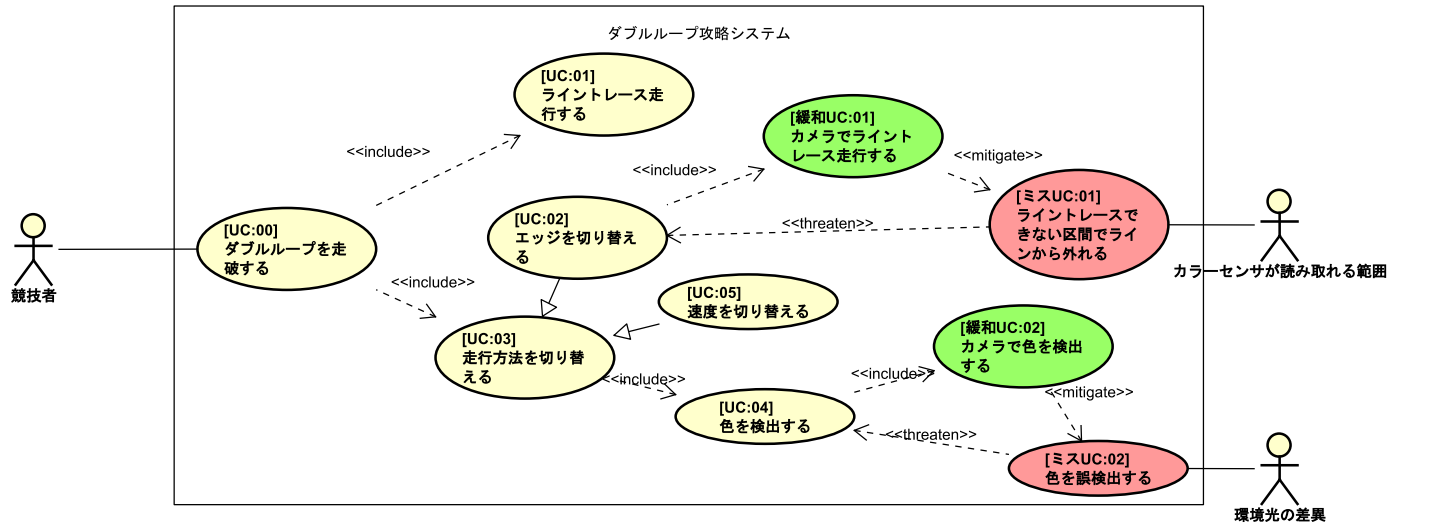 ダブルループ攻略システム
[UC:01]
ライントレース走
行する
<<include>>
[緩和UC:01]
カメラでライント
レース走行する
<<include>>
<<mitigate>>
[ミスUC:01]
ライントレースで
きない区間でライ
ンから外れる
[UC:02]
エッジを切り替え
る
<<threaten>>
[UC:00]
ダブルループを走
破する
競技者
カラーセンサが読み取れる範囲
<<include>>
[UC:05]
速度を切り替える
[UC:03]
走行方法を切り替
える
[緩和UC:02]
カメラで色を検出
する
<<include>>
<<include>>
<<mitigate>>
[UC:04]
色を検出する
<<threaten>>
[ミスUC:02]
色を誤検出する
環境光の差異